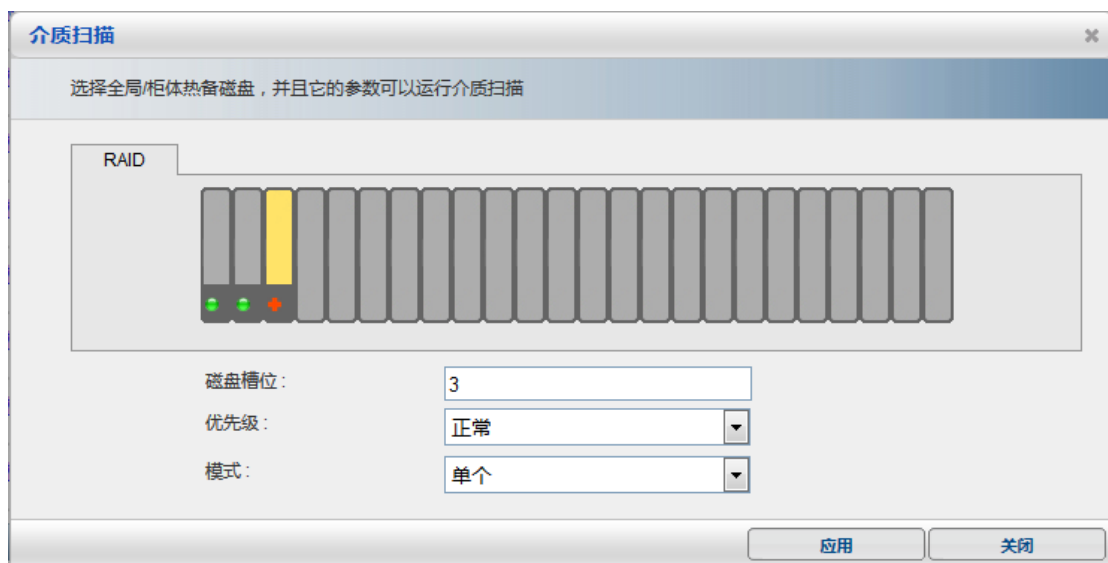 介质扫描
选择全局/柜体热备磁盘，并且它的参数可以运行介质扫描
RAID
磁盘槽位： 3
优先级： 正常
模式： 单个
应用 关闭